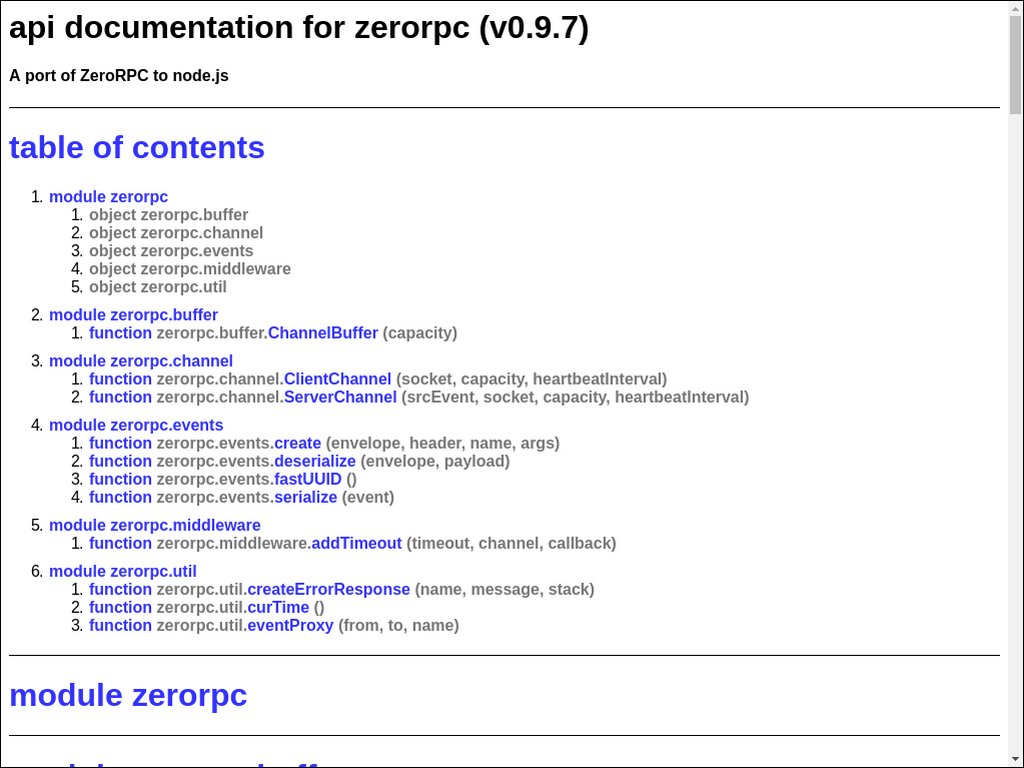 api documentation for zerorpc (v0.9.7)
A port of ZeroRPC to node.js
table of contents
1. module zerorpc
1. object zerorpc.buffer
2. object zerorpc.channel
3. object zerorpc.events
4. object zerorpc.middleware
5. object zerorpc.util
2. module zerorpc.buffer
1. function zerorpc.buffer.ChannelBuffer (capacity)
3. module zerorpc.channel
1. function zerorpc.channel.ClientChannel (socket, capacity, heartbeatInterval)
2. function zerorpc.channel.ServerChannel (srcEvent, socket, capacity, heartbeatInterval)
4. module zerorpc.events
1. function zerorpc.events.create (envelope, header, name, args)
2. function zerorpc.events.deserialize (envelope, payload)
3. function zerorpc.events.fastUUID ()
4. function zerorpc.events.serialize (event)
5. module zerorpc.middleware
1. function zerorpc.middleware.addTimeout (timeout, channel, callback)
6. module zerorpc.util
1. function zerorpc.util.createErrorResponse (name, message, stack)
2. function zerorpc.util.curTime ()
3. function zerorpc.util.eventProxy (from, to, name)
module zerorpc